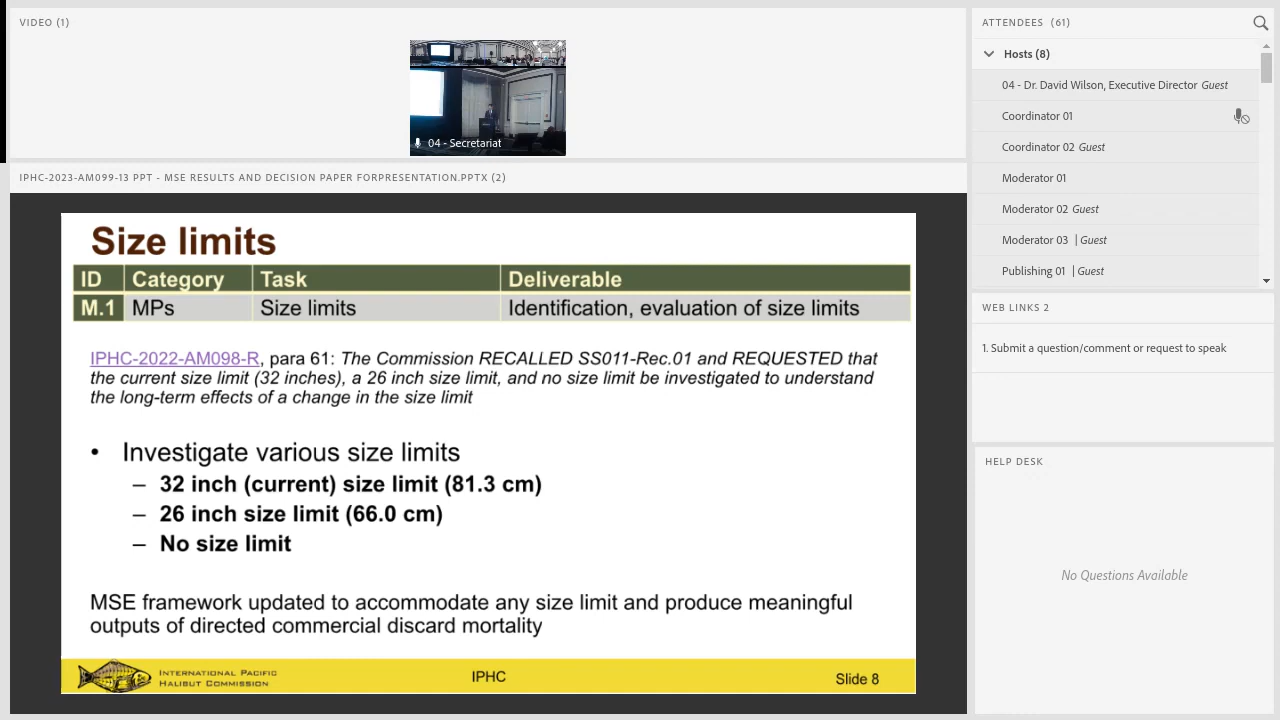 VIDEO (1)
04 - Secretariat
IPHC-2023-AM099-13 PPT - MSE RESULTS AND DECISION PAPER FORPRESENTATION.PPTX (2)
Size limits
ID Category Task Deliverable
M.1 MPs Size limits Identification, evaluation of size limits
IPHC-2022-AM098-R, para 61: The Commission RECALLED SS011-Rec.01 and REQUESTED that
the current size limit (32 inches), a 26 inch size limit, and no size limit be investigated to understand
the long-term effects of a change in the size limit
• Investigate various size limits
– 32 inch (current) size limit (81.3 cm)
– 26 inch size limit (66.0 cm)
– No size limit
MSE framework updated to accommodate any size limit and produce meaningful
outputs of directed commercial discard mortality
INTERNATIONAL PACIFIC
HALIBUT COMMISSION
IPHC
Slide 8
ATTENDEES (61)
Hosts (8)
04 - Dr. David Wilson, Executive Director Guest
Coordinator 01
Coordinator 02 Guest
Moderator 01
Moderator 02 Guest
Moderator 03 | Guest
Publishing 01 | Guest
WEB LINKS 2
1. Submit a question/comment or request to speak
HELP DESK
No Questions Available